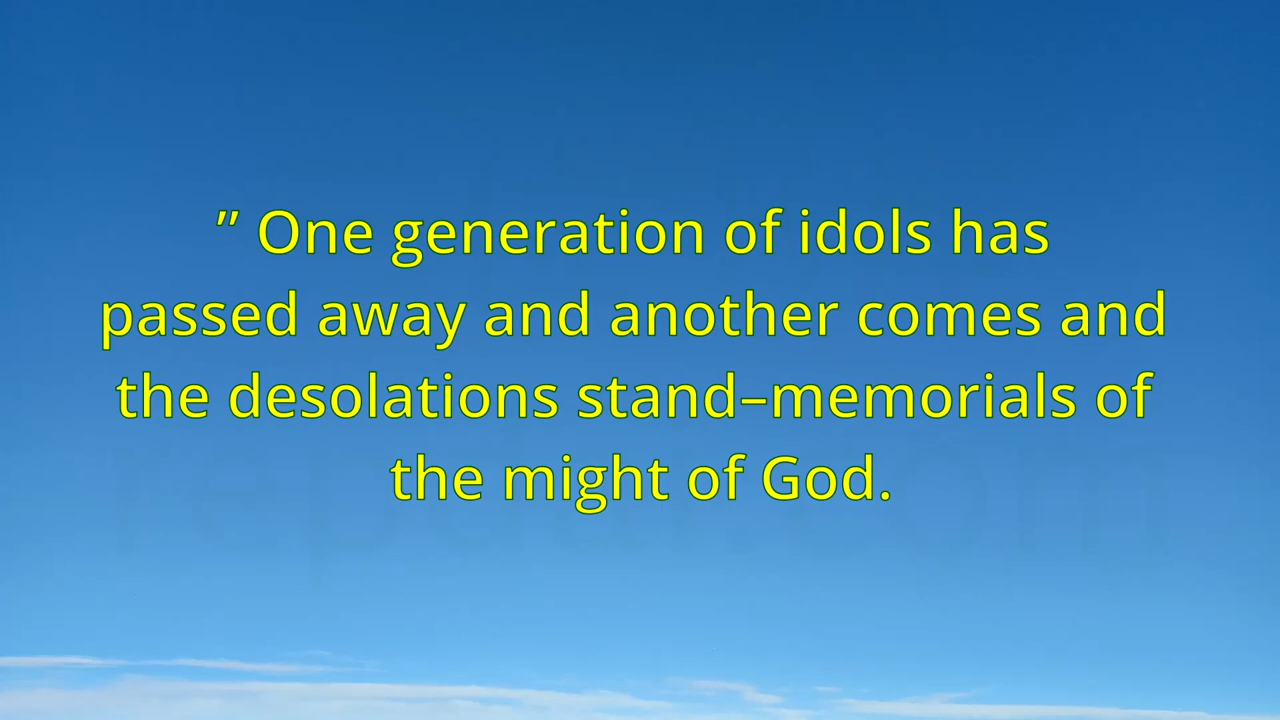 ” One generation of idols has
passed away and another comes and
the desolations stand–memorials of
the might of God.